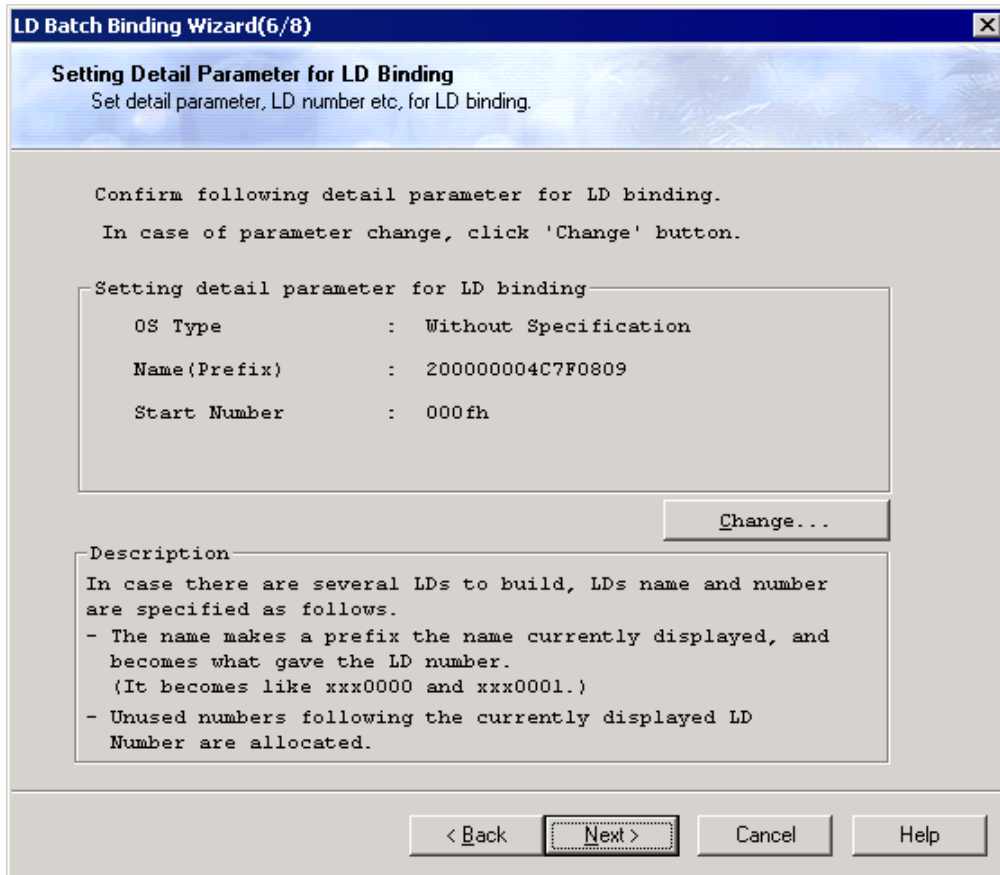 LD Batch Binding Wizard(6/8)
Setting Detail Parameter for LD Binding
Set detail parameter, LD number etc, for LD binding.
Confirm following detail parameter for LD binding.
In case of parameter change, click 'Change' button.
Setting detail parameter for LD binding
OS Type : Without Specification
Name(Prefix) : 200000004C7F0809
Start Number : 000fh
Change...
Description
In case there are several LDs to build, LDs name and number
are specified as follows.
- The name makes a prefix the name currently displayed, and
becomes what gave the LD number.
(It becomes like xxx0000 and xxx0001.)
- Unused numbers following the currently displayed LD
Number are allocated.
< Back Next > Cancel Help